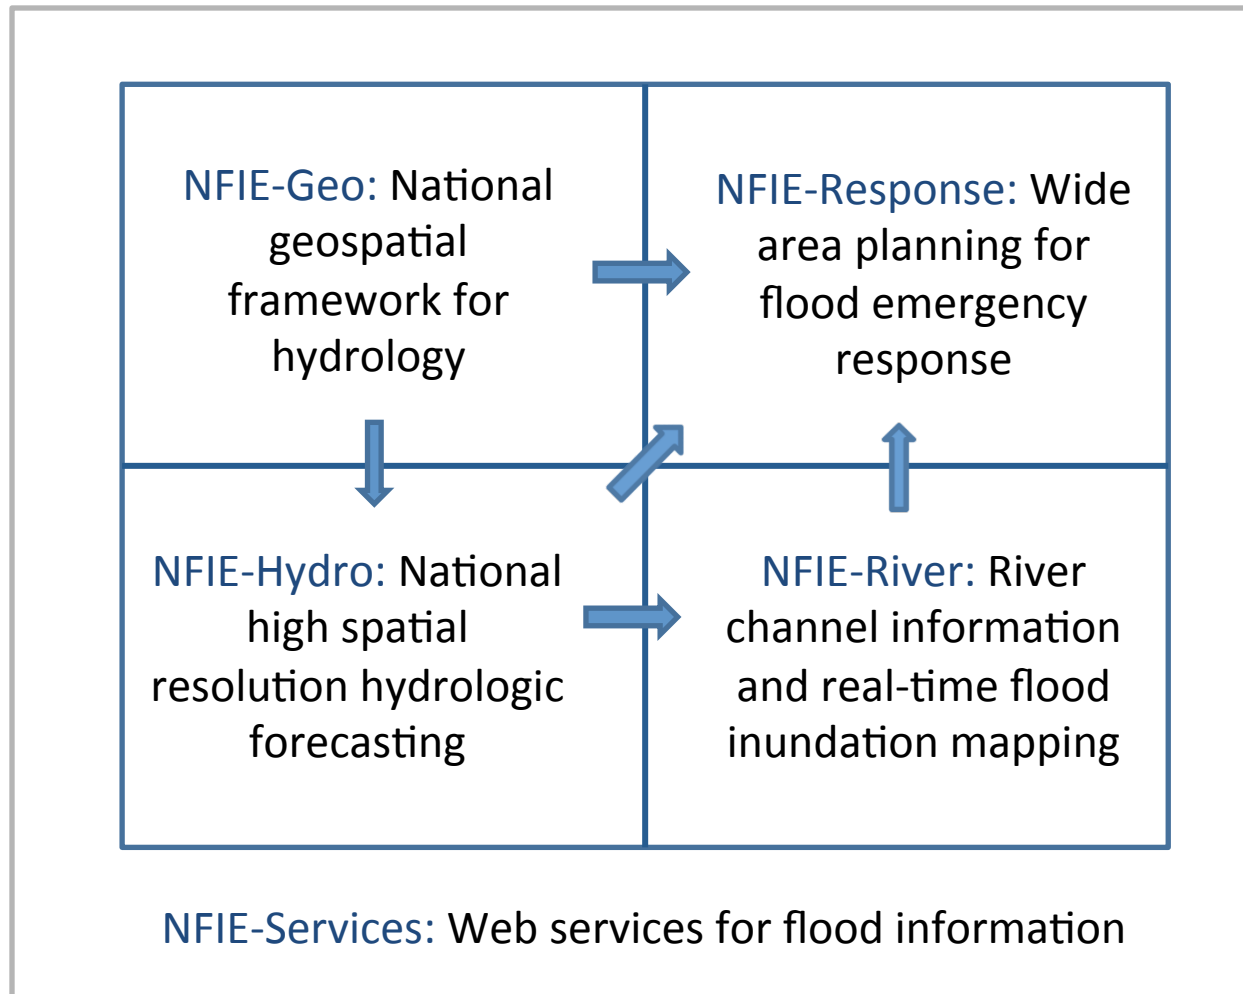 NFIE-Geo: National
geospatial
framework for
hydrology
NFIE-Response: Wide
area planning for
flood emergency
response
NFIE-Hydro: National
high spatial
resolution hydrologic
forecasting
NFIE-River: River
channel information
and real-time flood
inundation mapping
NFIE-Services: Web services for flood information